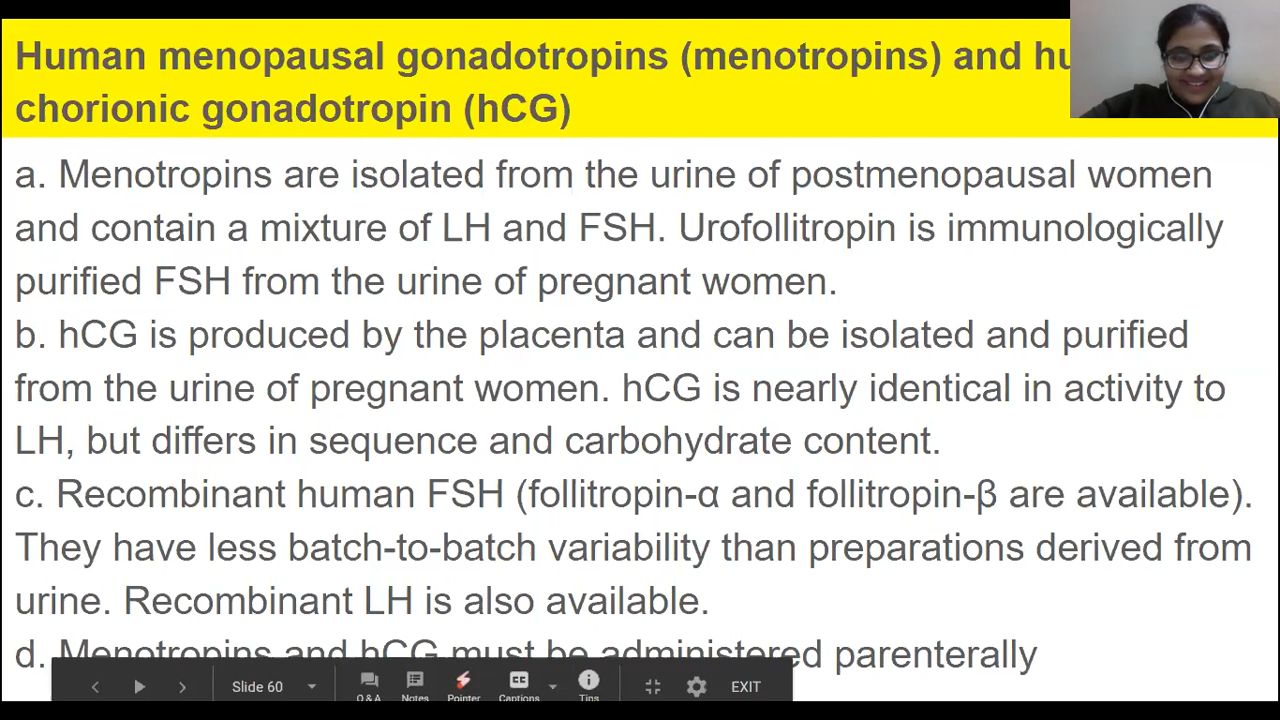 Human menopausal gonadotropins (menotropins) and
chorionic gonadotropin (hCG)
a. Menotropins are isolated from the urine of postmenopausal women
and contain a mixture of LH and FSH. Urofollitropin is immunologically
purified FSH from the urine of pregnant women.
b. hCG is produced by the placenta and can be isolated and purified
from the urine of pregnant women. hCG is nearly identical in activity to
LH, but differs in sequence and carbohydrate content.
c. Recombinant human FSH (follitropin-α and follitropin-β are available).
They have less batch-to-batch variability than preparations derived from
urine. Recombinant LH is also available.
d. Menotropins and hCG must be administered parenterally
Slide 60
Q & A
Notes
Pointer
Captions
Tips
EXIT